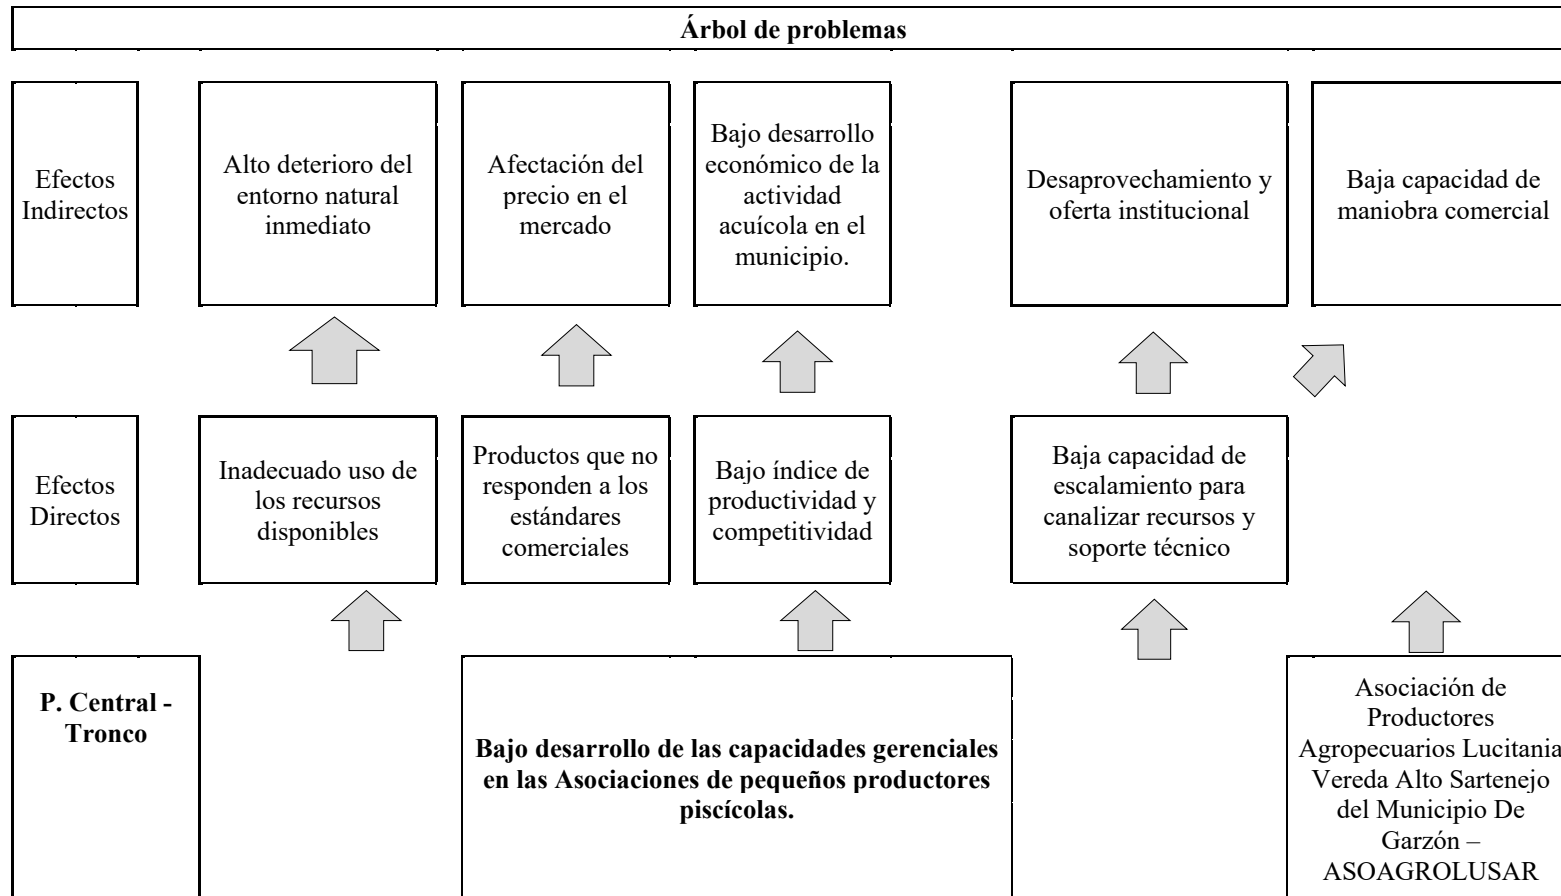 Árbol de problemas
Efectos
Indirectos
Alto deterioro del
entorno natural
inmediato
Afectación del
precio en el
mercado
Bajo desarrollo
económico de la
actividad
acuícola en el
municipio.
Desaprovechamiento y
oferta institucional
Baja capacidad de
maniobra comercial
Efectos
Directos
Inadecuado uso de
los recursos
disponibles
Productos que no
responden a los
estándares
comerciales
Bajo índice de
productividad y
competitividad
Baja capacidad de
escalamiento para
canalizar recursos y
soporte técnico
P. Central -
Tronco
Bajo desarrollo de las capacidades gerenciales
en las Asociaciones de pequeños productores
piscícolas.
Asociación de
Productores
Agropecuarios Lucitania
Vereda Alto Sartenejo
del Municipio De
Garzón –
ASOAGROLUSAR